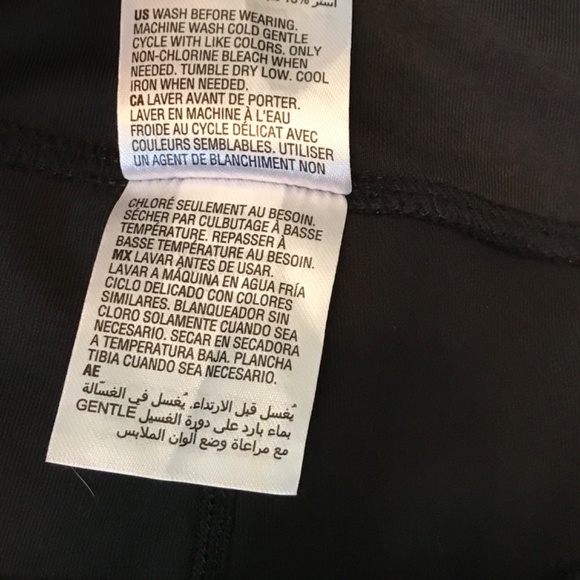 US WASH BEFORE WEARING.
MACHINE WASH COLD GENTLE
CYCLE WITH LIKE COLORS. ONLY
NON-CHLORINE BLEACH WHEN
NEEDED. TUMBLE DRY LOW. COOL
IRON WHEN NEEDED.
CA LAVER AVANT DE PORTER.
LAVER EN MACHINE À L'EAU
FROIDE AU CYCLE DÉLICAT AVEC
COULEURS SEMBLABLES. UTILISER
UN AGENT DE BLANCHIMENT NON
CHLORÉ SEULEMENT AU BESOIN.
SÉCHER PAR CULBUTAGE À BASSE
TEMPÉRATURE. REPASSER À
BASSE TEMPÉRATURE AU BESOIN.
MX LAVAR ANTES DE USAR.
LAVAR A MÁQUINA EN AGUA FRÍA
CICLO DELICADO CON COLORES
SIMILARES. BLANQUEADOR SIN
CLORO SOLAMENTE CUANDO SEA
NECESARIO. SECAR EN SECADORA
A TEMPERATURA BAJA. PLANCHA
TIBIA CUANDO SEA NECESARIO.
AE
يُغسل قبل الارتداء. يُغسل في الغسّالة
بماء بارد على دورة الغسيل GENTLE
مع مراعاة وضع ألوان الملابس